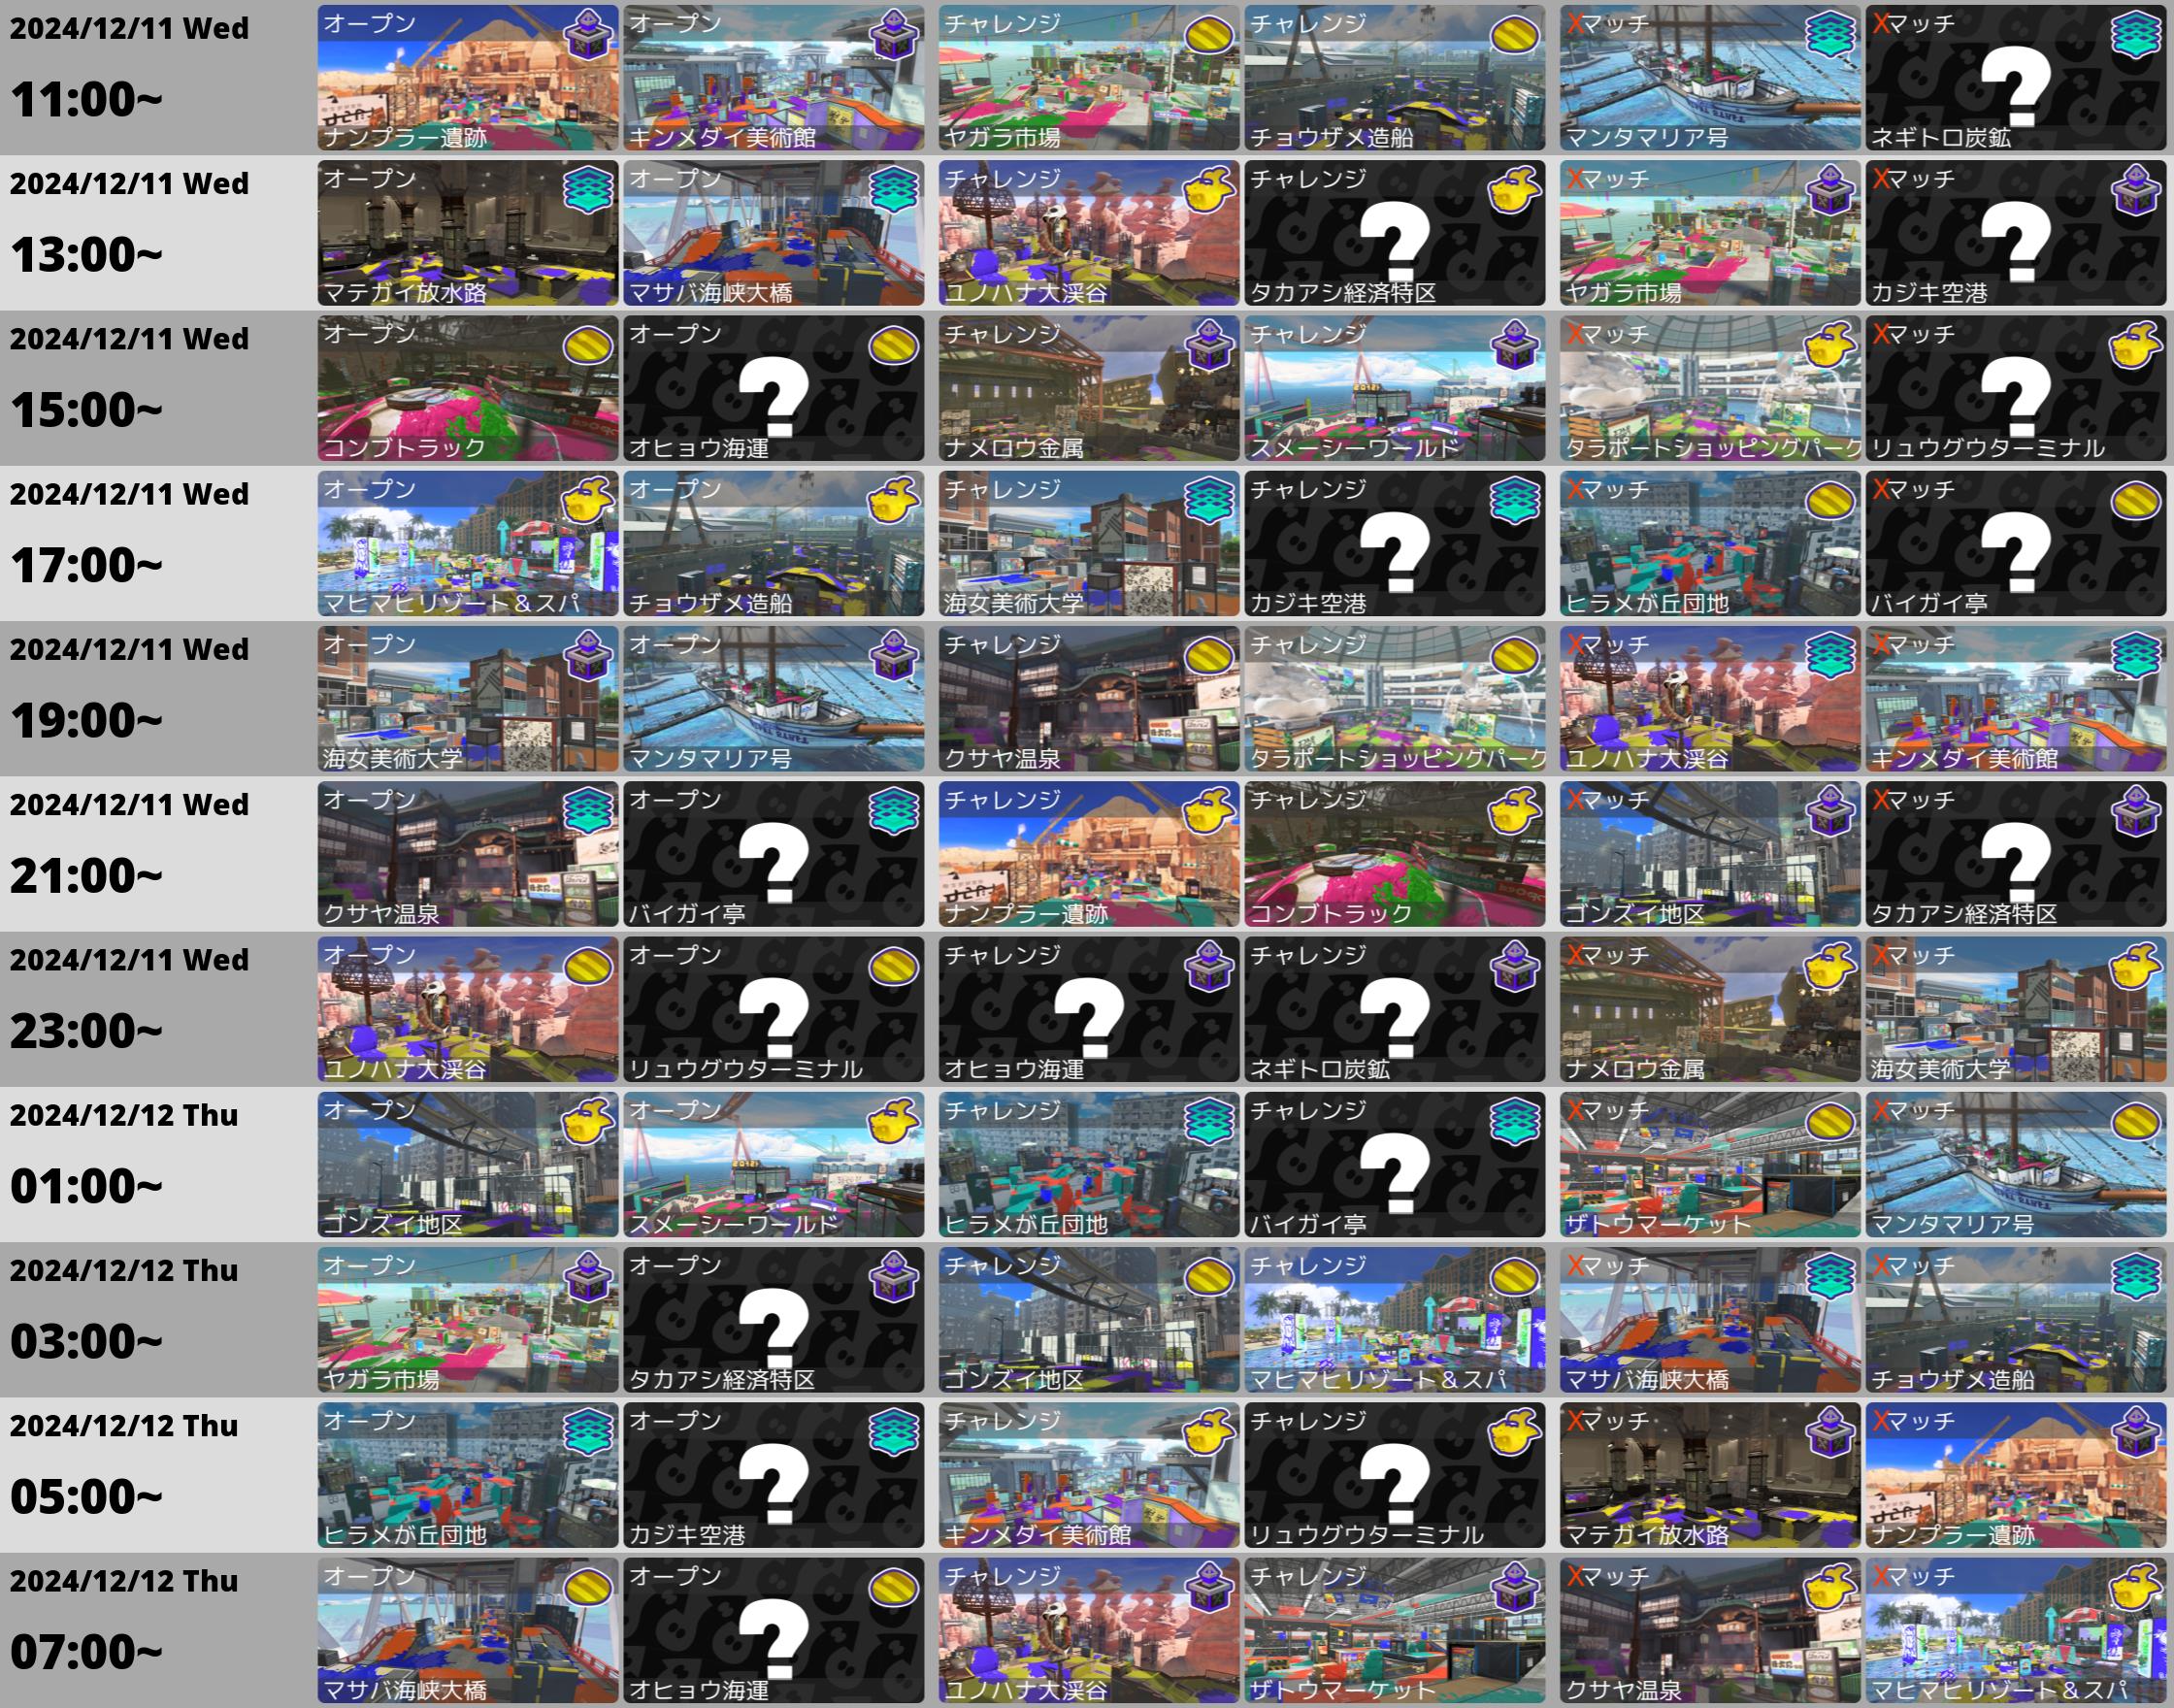 2024/12/11 Wed
11:00~
オープン
ナンプラー遺跡
オープン
キンメダイ美術館
チャレンジ
ヤガラ市場
チャレンジ
チョウザメ造船
Xマッチ
マンタマリア号
Xマッチ
?
ネギトロ炭鉱
2024/12/11 Wed
13:00~
オープン
マテガイ放水路
オープン
マサバ海峡大橋
チャレンジ
ユノハナ大渓谷
チャレンジ
?
タカアシ経済特区
Xマッチ
ヤガラ市場
Xマッチ
?
カジキ空港
2024/12/11 Wed
15:00~
オープン
コンブトラック
オープン
?
オヒョウ海運
チャレンジ
ナメロウ金属
チャレンジ
スメーシーワールド
Xマッチ
タラポートショッピングパーク
Xマッチ
?
リュウグウターミナル
2024/12/11 Wed
17:00~
オープン
マヒマヒリゾート&スパ
オープン
チョウザメ造船
チャレンジ
海女美術大学
チャレンジ
?
カジキ空港
Xマッチ
ヒラメが丘団地
Xマッチ
?
バイガイ亭
2024/12/11 Wed
19:00~
オープン
海女美術大学
オープン
マンタマリア号
チャレンジ
クサヤ温泉
チャレンジ
タラポートショッピングパーク
Xマッチ
ユノハナ大渓谷
Xマッチ
キンメダイ美術館
2024/12/11 Wed
21:00~
オープン
クサヤ温泉
オープン
?
バイガイ亭
チャレンジ
ナンプラー遺跡
チャレンジ
コンブトラック
Xマッチ
ゴンズイ地区
Xマッチ
?
タカアシ経済特区
2024/12/11 Wed
23:00~
オープン
ユノハナ大渓谷
オープン
?
リュウグウターミナル
チャレンジ
?
オヒョウ海運
チャレンジ
?
ネギトロ炭鉱
Xマッチ
ナメロウ金属
Xマッチ
海女美術大学
2024/12/12 Thu
01:00~
オープン
ゴンズイ地区
オープン
スメーシーワールド
チャレンジ
ヒラメが丘団地
チャレンジ
?
バイガイ亭
Xマッチ
ザトウマーケット
Xマッチ
マンタマリア号
2024/12/12 Thu
03:00~
オープン
ヤガラ市場
オープン
?
タカアシ経済特区
チャレンジ
ゴンズイ地区
チャレンジ
マヒマヒリゾート&スパ
Xマッチ
マサバ海峡大橋
Xマッチ
チョウザメ造船
2024/12/12 Thu
05:00~
オープン
ヒラメが丘団地
オープン
?
カジキ空港
チャレンジ
キンメダイ美術館
チャレンジ
?
リュウグウターミナル
Xマッチ
マテガイ放水路
Xマッチ
ナンプラー遺跡
2024/12/12 Thu
07:00~
オープン
マサバ海峡大橋
オープン
?
オヒョウ海運
チャレンジ
ユノハナ大渓谷
チャレンジ
ザトウマーケット
Xマッチ
クサヤ温泉
Xマッチ
マヒマヒリゾート&スパ